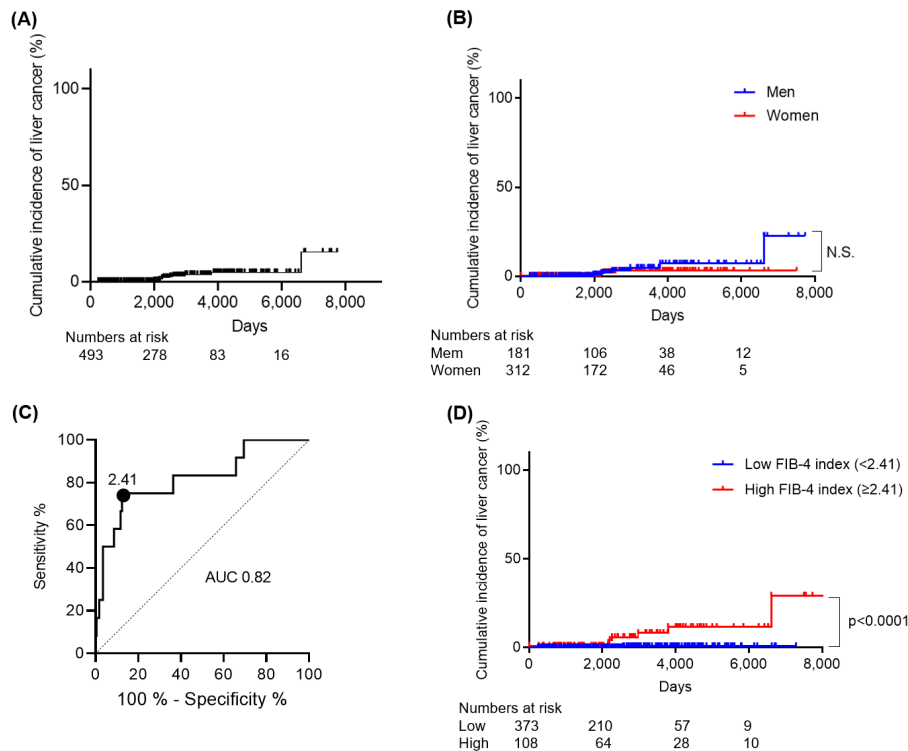 (A)
Cumulative incidence of liver cancer (%)
100
50
0
0
2,000
4,000
6,000
8,000
Days
Numbers at risk
493 278 83 16
(B)
Cumulative incidence of liver cancer (%)
100
50
0
Men
Women
N.S.
0
2,000
4,000
6,000
8,000
Days
Numbers at risk
Mem 181 106 38 12
Women 312 172 46 5
(C)
Sensitivity %
100
80
60
40
20
0
2.41
AUC 0.82
0 20 40 60 80 100
100 % - Specificity %
(D)
Cumulative incidence of liver cancer (%)
100
50
0
Low FIB-4 index (<2.41)
High FIB-4 index (≥2.41)
p<0.0001
0
2,000
4,000
6,000
8,000
Days
Numbers at risk
Low 373 210 57 9
High 108 64 28 10